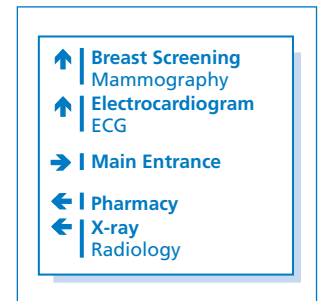 Breast Screening
Mammography
Electrocardiogram
ECG
Main Entrance
Pharmacy
X-ray
Radiology